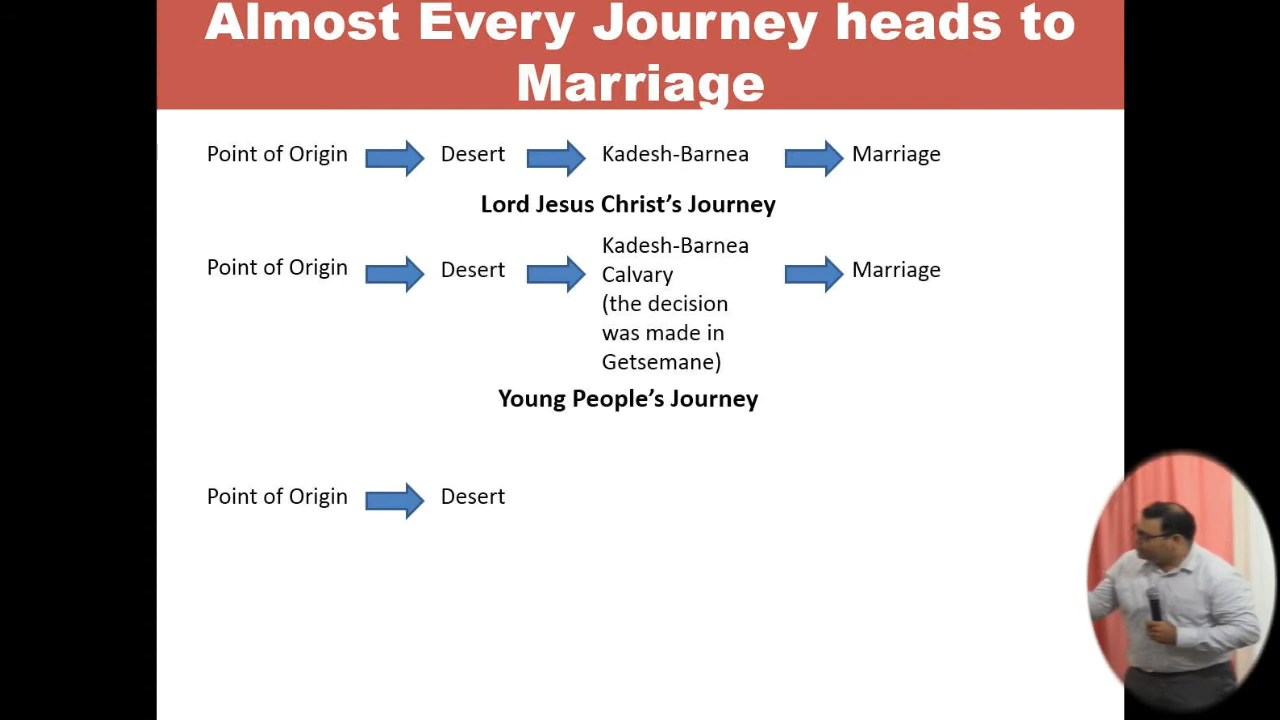 Almost Every Journey heads to
Marriage
Point of Origin Desert Kadesh-Barnea Marriage
Lord Jesus Christ's Journey
Point of Origin Desert Kadesh-Barnea Marriage
Calvary
(the decision
was made in
Getsemane)
Young People's Journey
Point of Origin Desert